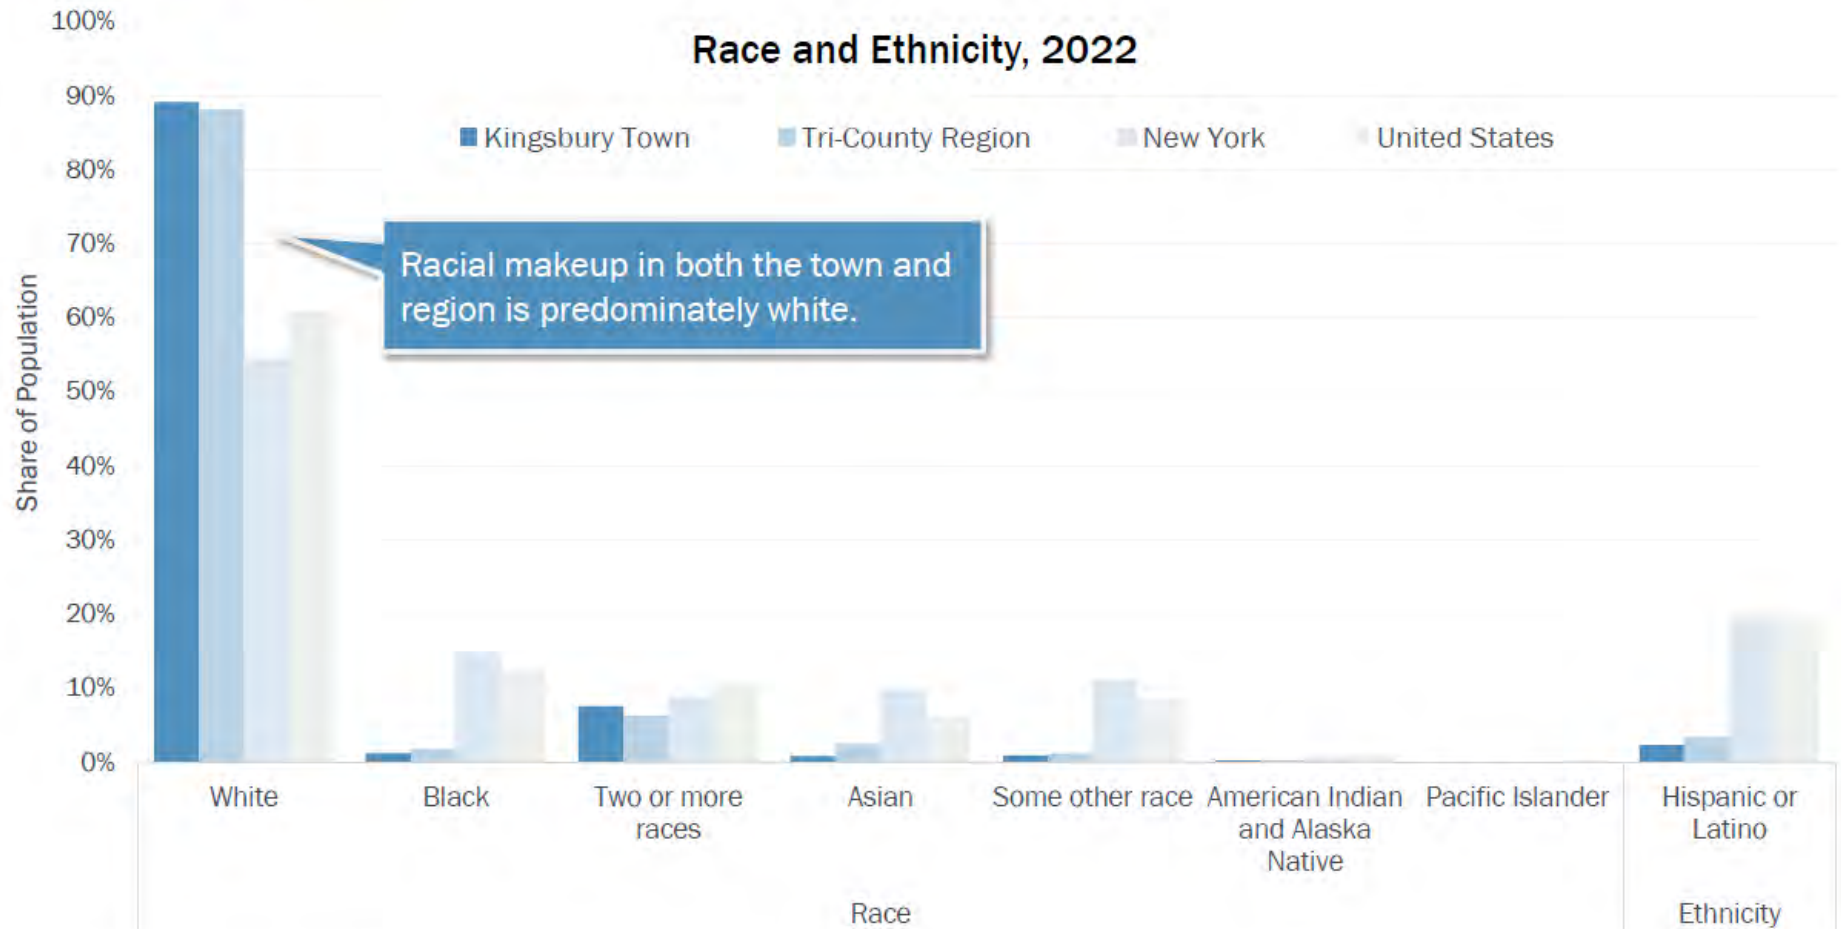 Race and Ethnicity, 2022
Kingsbury Town
Tri-County Region
New York
United States
Racial makeup in both the town and
region is predominately white.
Share of Population
100%
90%
80%
70%
60%
50%
40%
30%
20%
10%
0%
White
Black
Two or more
races
Asian
Some other race
American Indian
and Alaska
Native
Pacific Islander
Hispanic or
Latino
Race
Ethnicity